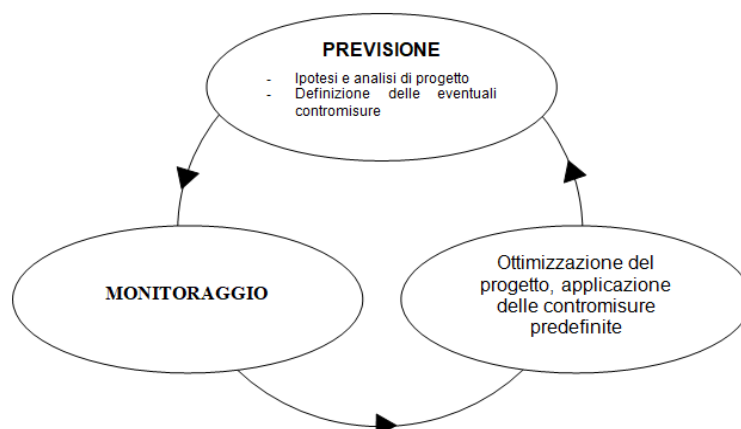 PREVISIONE
- Ipotesi e analisi di progetto
- Definizione delle eventuali
contromisure
MONITORAGGIO
Ottimizzazione del
progetto, applicazione
delle contromisure
predefinite